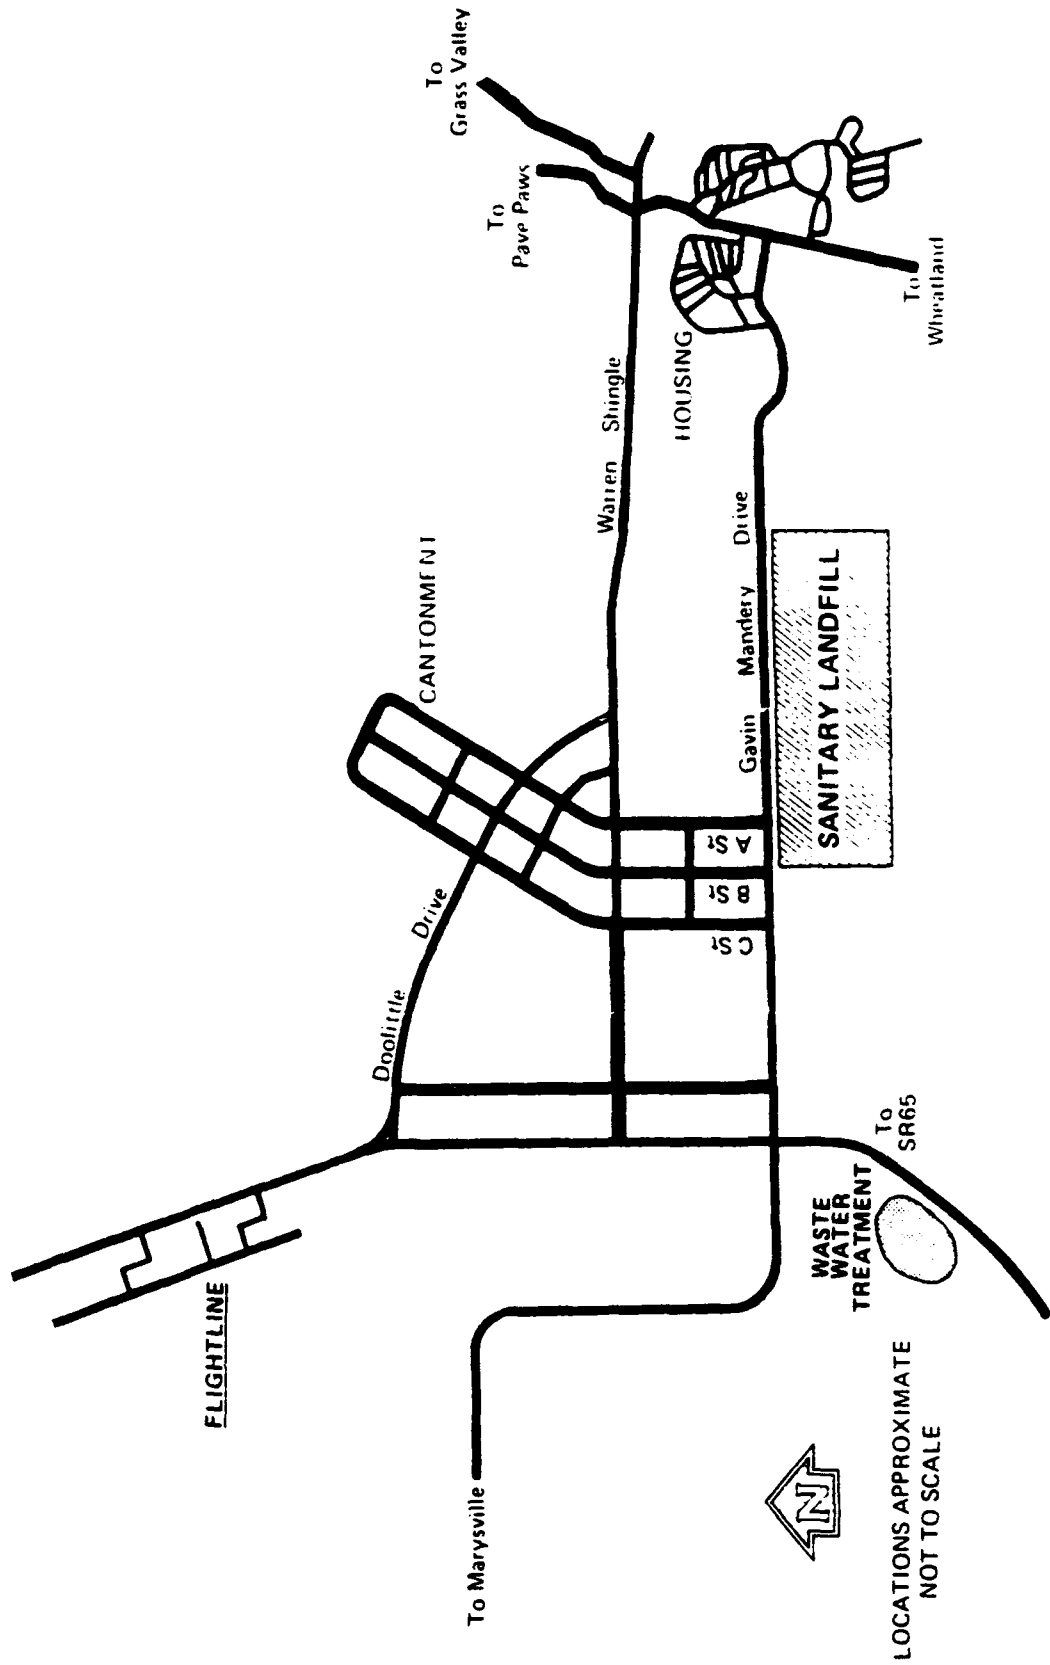 To
Grass Valley
To
Pave Paws
Warren Shingle
HOUSING
To
Wheatland
CANTONMENT
Gavin Mandery Drive
SANITARY LANDFILL
Doolittle Drive
A St
B St
C St
To
SR65
WASTE
WATER
TREATMENT
FLIGHTLINE
To Marysville
N
LOCATIONS APPROXIMATE
NOT TO SCALE